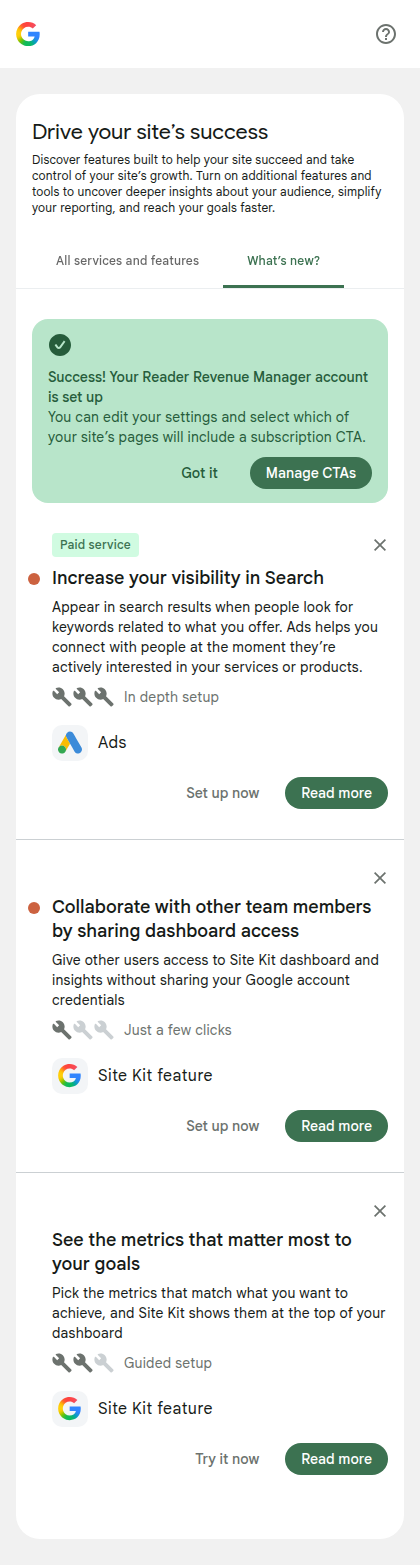 Drive your site's success
Discover features built to help your site succeed and take
control of your site's growth. Turn on additional features and
tools to uncover deeper insights about your audience, simplify
your reporting, and reach your goals faster.
All services and features
What's new?
Success! Your Reader Revenue Manager account
is set up
You can edit your settings and select which of
your site's pages will include a subscription CTA.
Got it
Manage CTAs
Paid service
Increase your visibility in Search
Appear in search results when people look for
keywords related to what you offer. Ads helps you
connect with people at the moment they're
actively interested in your services or products.
In depth setup
Ads
Set up now
Read more
Collaborate with other team members
by sharing dashboard access
Give other users access to Site Kit dashboard and
insights without sharing your Google account
credentials
Just a few clicks
Site Kit feature
Set up now
Read more
See the metrics that matter most to
your goals
Pick the metrics that match what you want to
achieve, and Site Kit shows them at the top of your
dashboard
Guided setup
Site Kit feature
Try it now
Read more